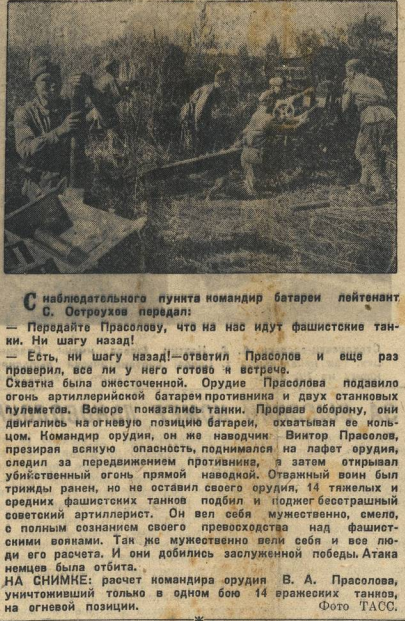 С наблюдательного пункта командир батареи лейтенант
С. Остроухов передал:
— Передайте Прасолову, что на нас идут фашистские тан-
ки. Ни шагу назад!
— Есть, ни шагу назад!—ответил Прасолов и еще раз
проверил, все ли у него готово к встрече.
Схватка была ожесточенной. Орудие Прасолова подавило
огонь артиллерийской батареи противника и двух станковых
пулеметов. Вскоре показались танки. Прорвав оборону, они
двигались на огневую позицию батареи, охватывая ее коль-
цом. Командир орудия, он же наводчик Виктор Прасолов,
презирая всякую опасность, поднимался на лафет орудия,
следил за передвижением противника, а затем открывал
убийственный огонь прямой наводкой. Отважный воин был
трижды ранен, но не оставил своего орудия, 14 тяжелых и
средних фашистских танков подбил и поджег бесстрашный
советский артиллерист. Он вел себя мужественно, смело,
с полным сознанием своего превосходства над фашист-
скими вояками. Так же мужественно вели себя и все лю-
ди его расчета. И они добились заслуженной победы. Атака
немцев была отбита.
НА СНИМКЕ: расчет командира орудия В. А. Прасолова,
уничтоживший только в одном бою 14 вражеских танков,
на огневой позиции. Фото ТАСС.